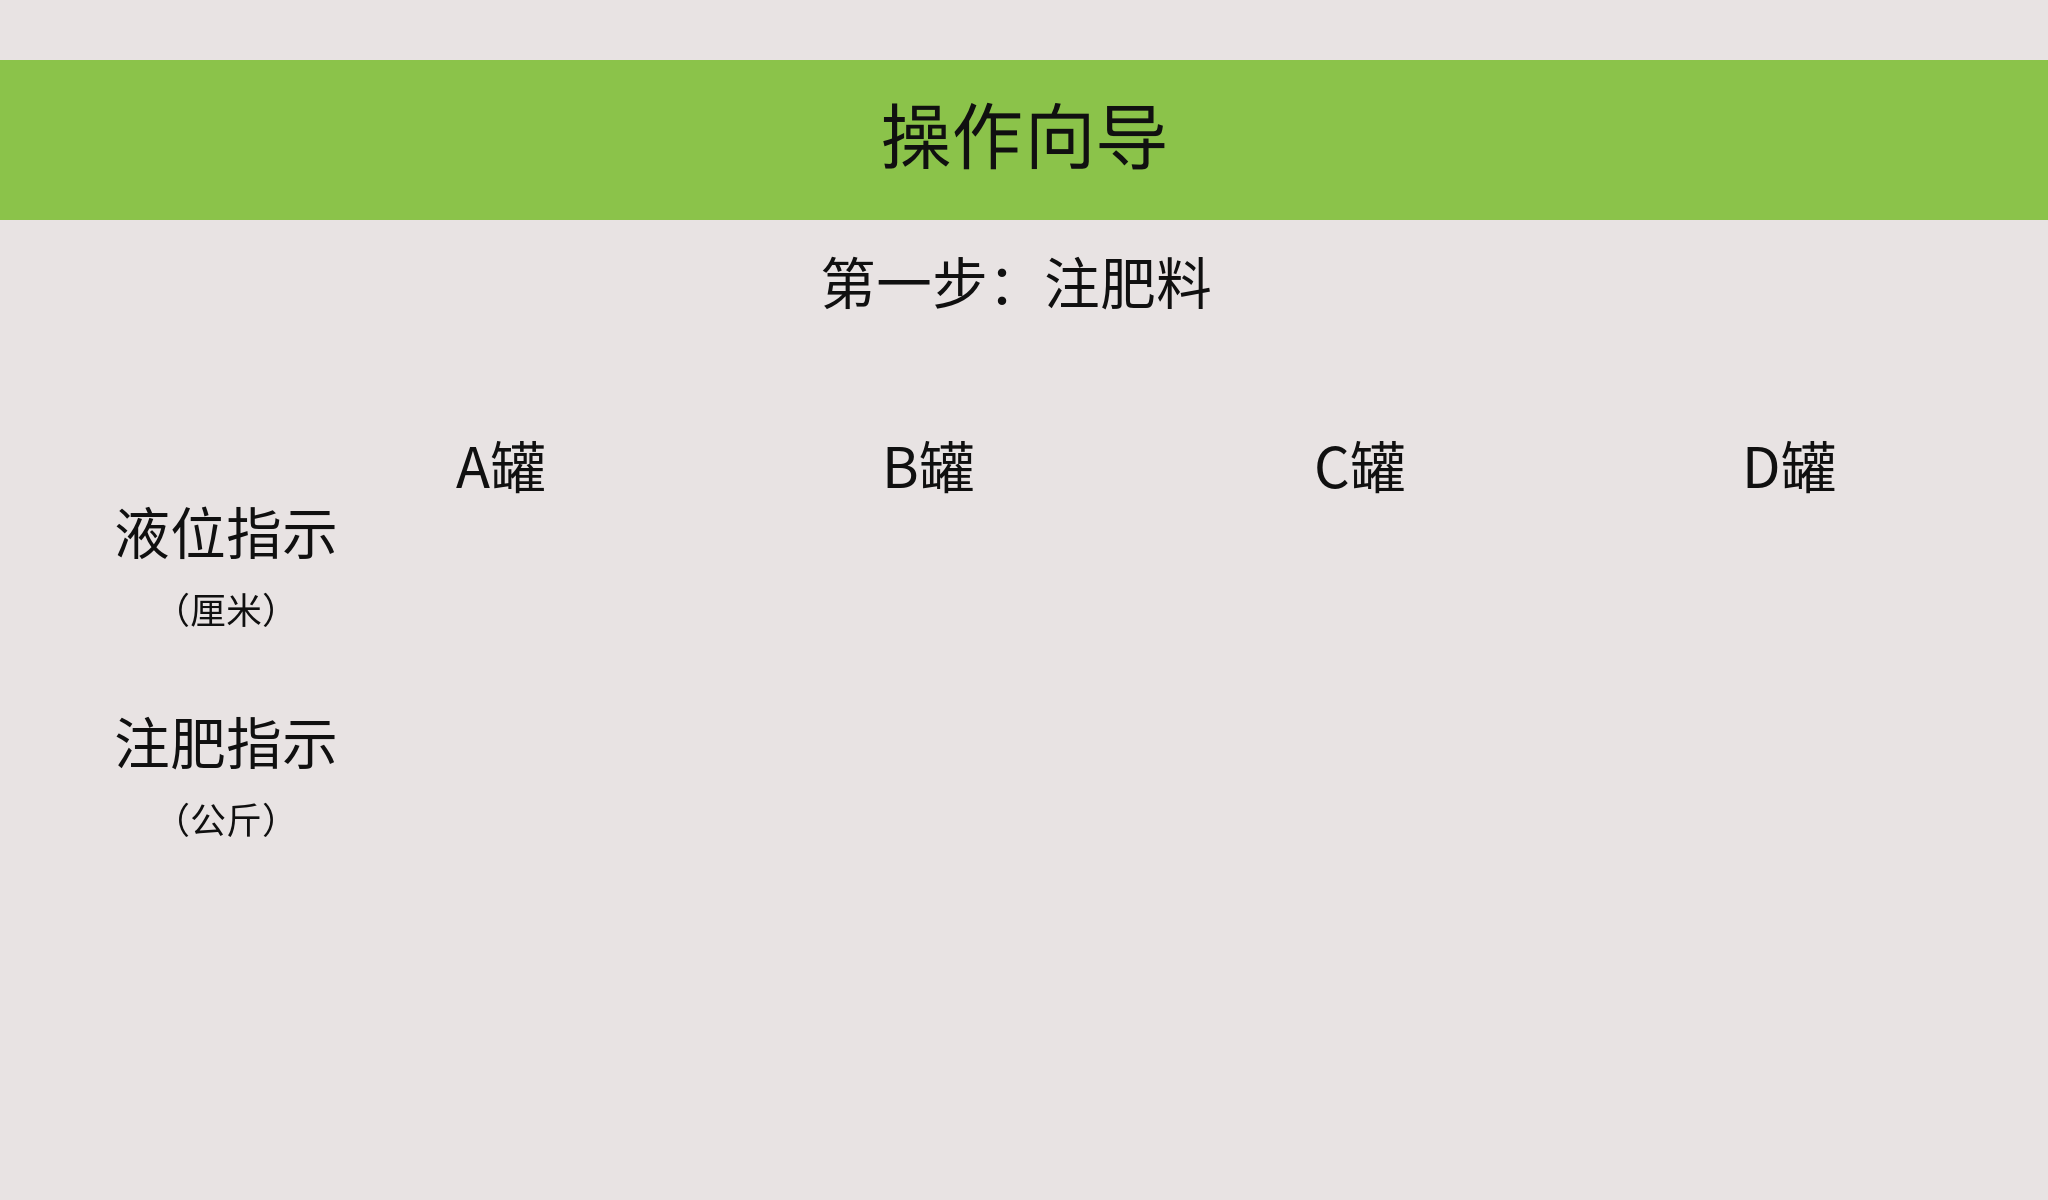 操作向导
第一步：注肥料
A罐 B罐 C罐 D罐
液位指示
（厘米）
注肥指示
（公斤）